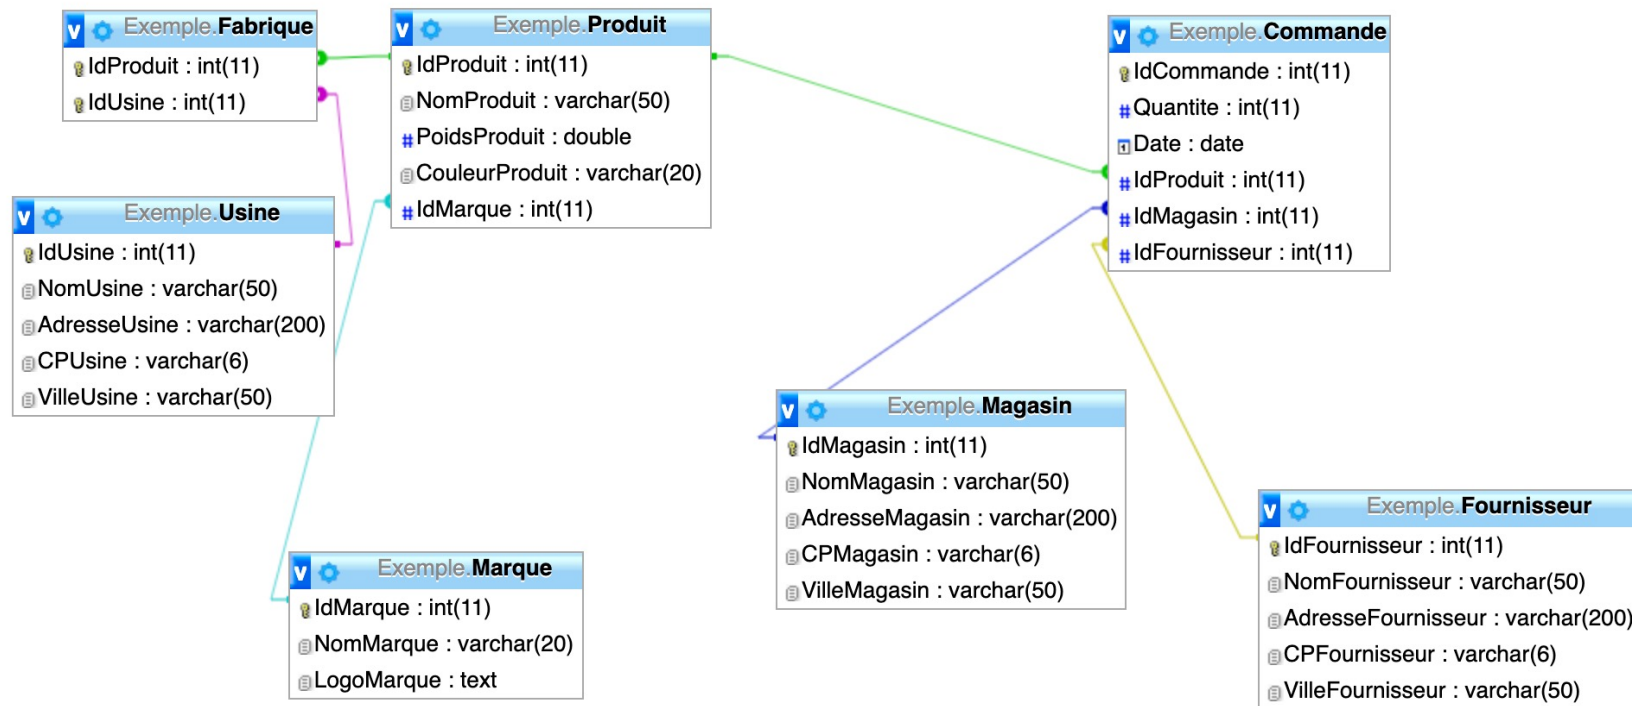 Exemple.Fabrique
IdProduit : int(11)
IdUsine : int(11)
Exemple.Produit
IdProduit : int(11)
NomProduit : varchar(50)
PoidsProduit : double
CouleurProduit : varchar(20)
IdMarque : int(11)
Exemple.Commande
IdCommande : int(11)
Quantite : int(11)
Date : date
IdProduit : int(11)
IdMagasin : int(11)
IdFournisseur : int(11)
Exemple.Usine
IdUsine : int(11)
NomUsine : varchar(50)
AdresseUsine : varchar(200)
CPUsine : varchar(6)
VilleUsine : varchar(50)
Exemple.Magasin
IdMagasin : int(11)
NomMagasin : varchar(50)
AdresseMagasin : varchar(200)
CPMagasin : varchar(6)
VilleMagasin : varchar(50)
Exemple.Fournisseur
IdFournisseur : int(11)
NomFournisseur : varchar(50)
AdresseFournisseur : varchar(200)
CPFournisseur : varchar(6)
VilleFournisseur : varchar(50)
Exemple.Marque
IdMarque : int(11)
NomMarque : varchar(20)
LogoMarque : text